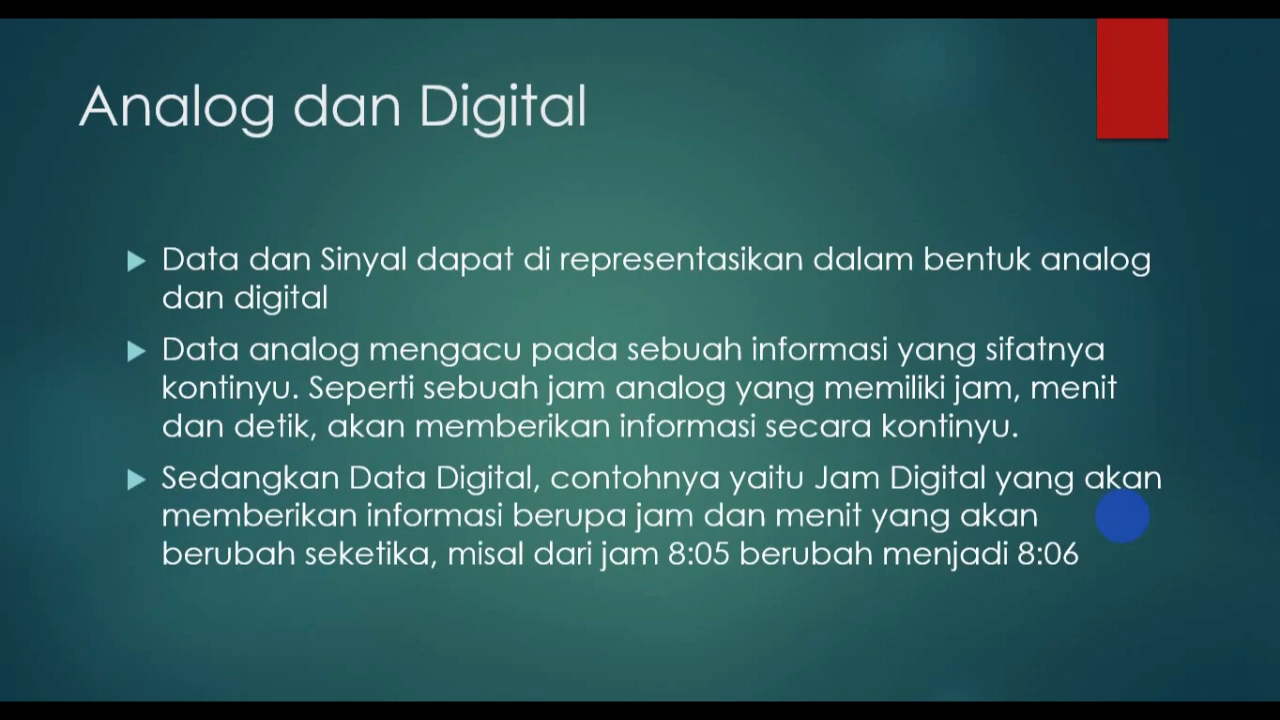 Analog dan Digital
Data dan Sinyal dapat di representasikan dalam bentuk analog
dan digital
Data analog mengacu pada sebuah informasi yang sifatnya
kontinyu. Seperti sebuah jam analog yang memiliki jam, menit
dan detik, akan memberikan informasi secara kontinyu.
Sedangkan Data Digital, contohnya yaitu Jam Digital yang akan
memberikan informasi berupa jam dan menit yang akan
berubah seketika, misal dari jam 8:05 berubah menjadi 8:06